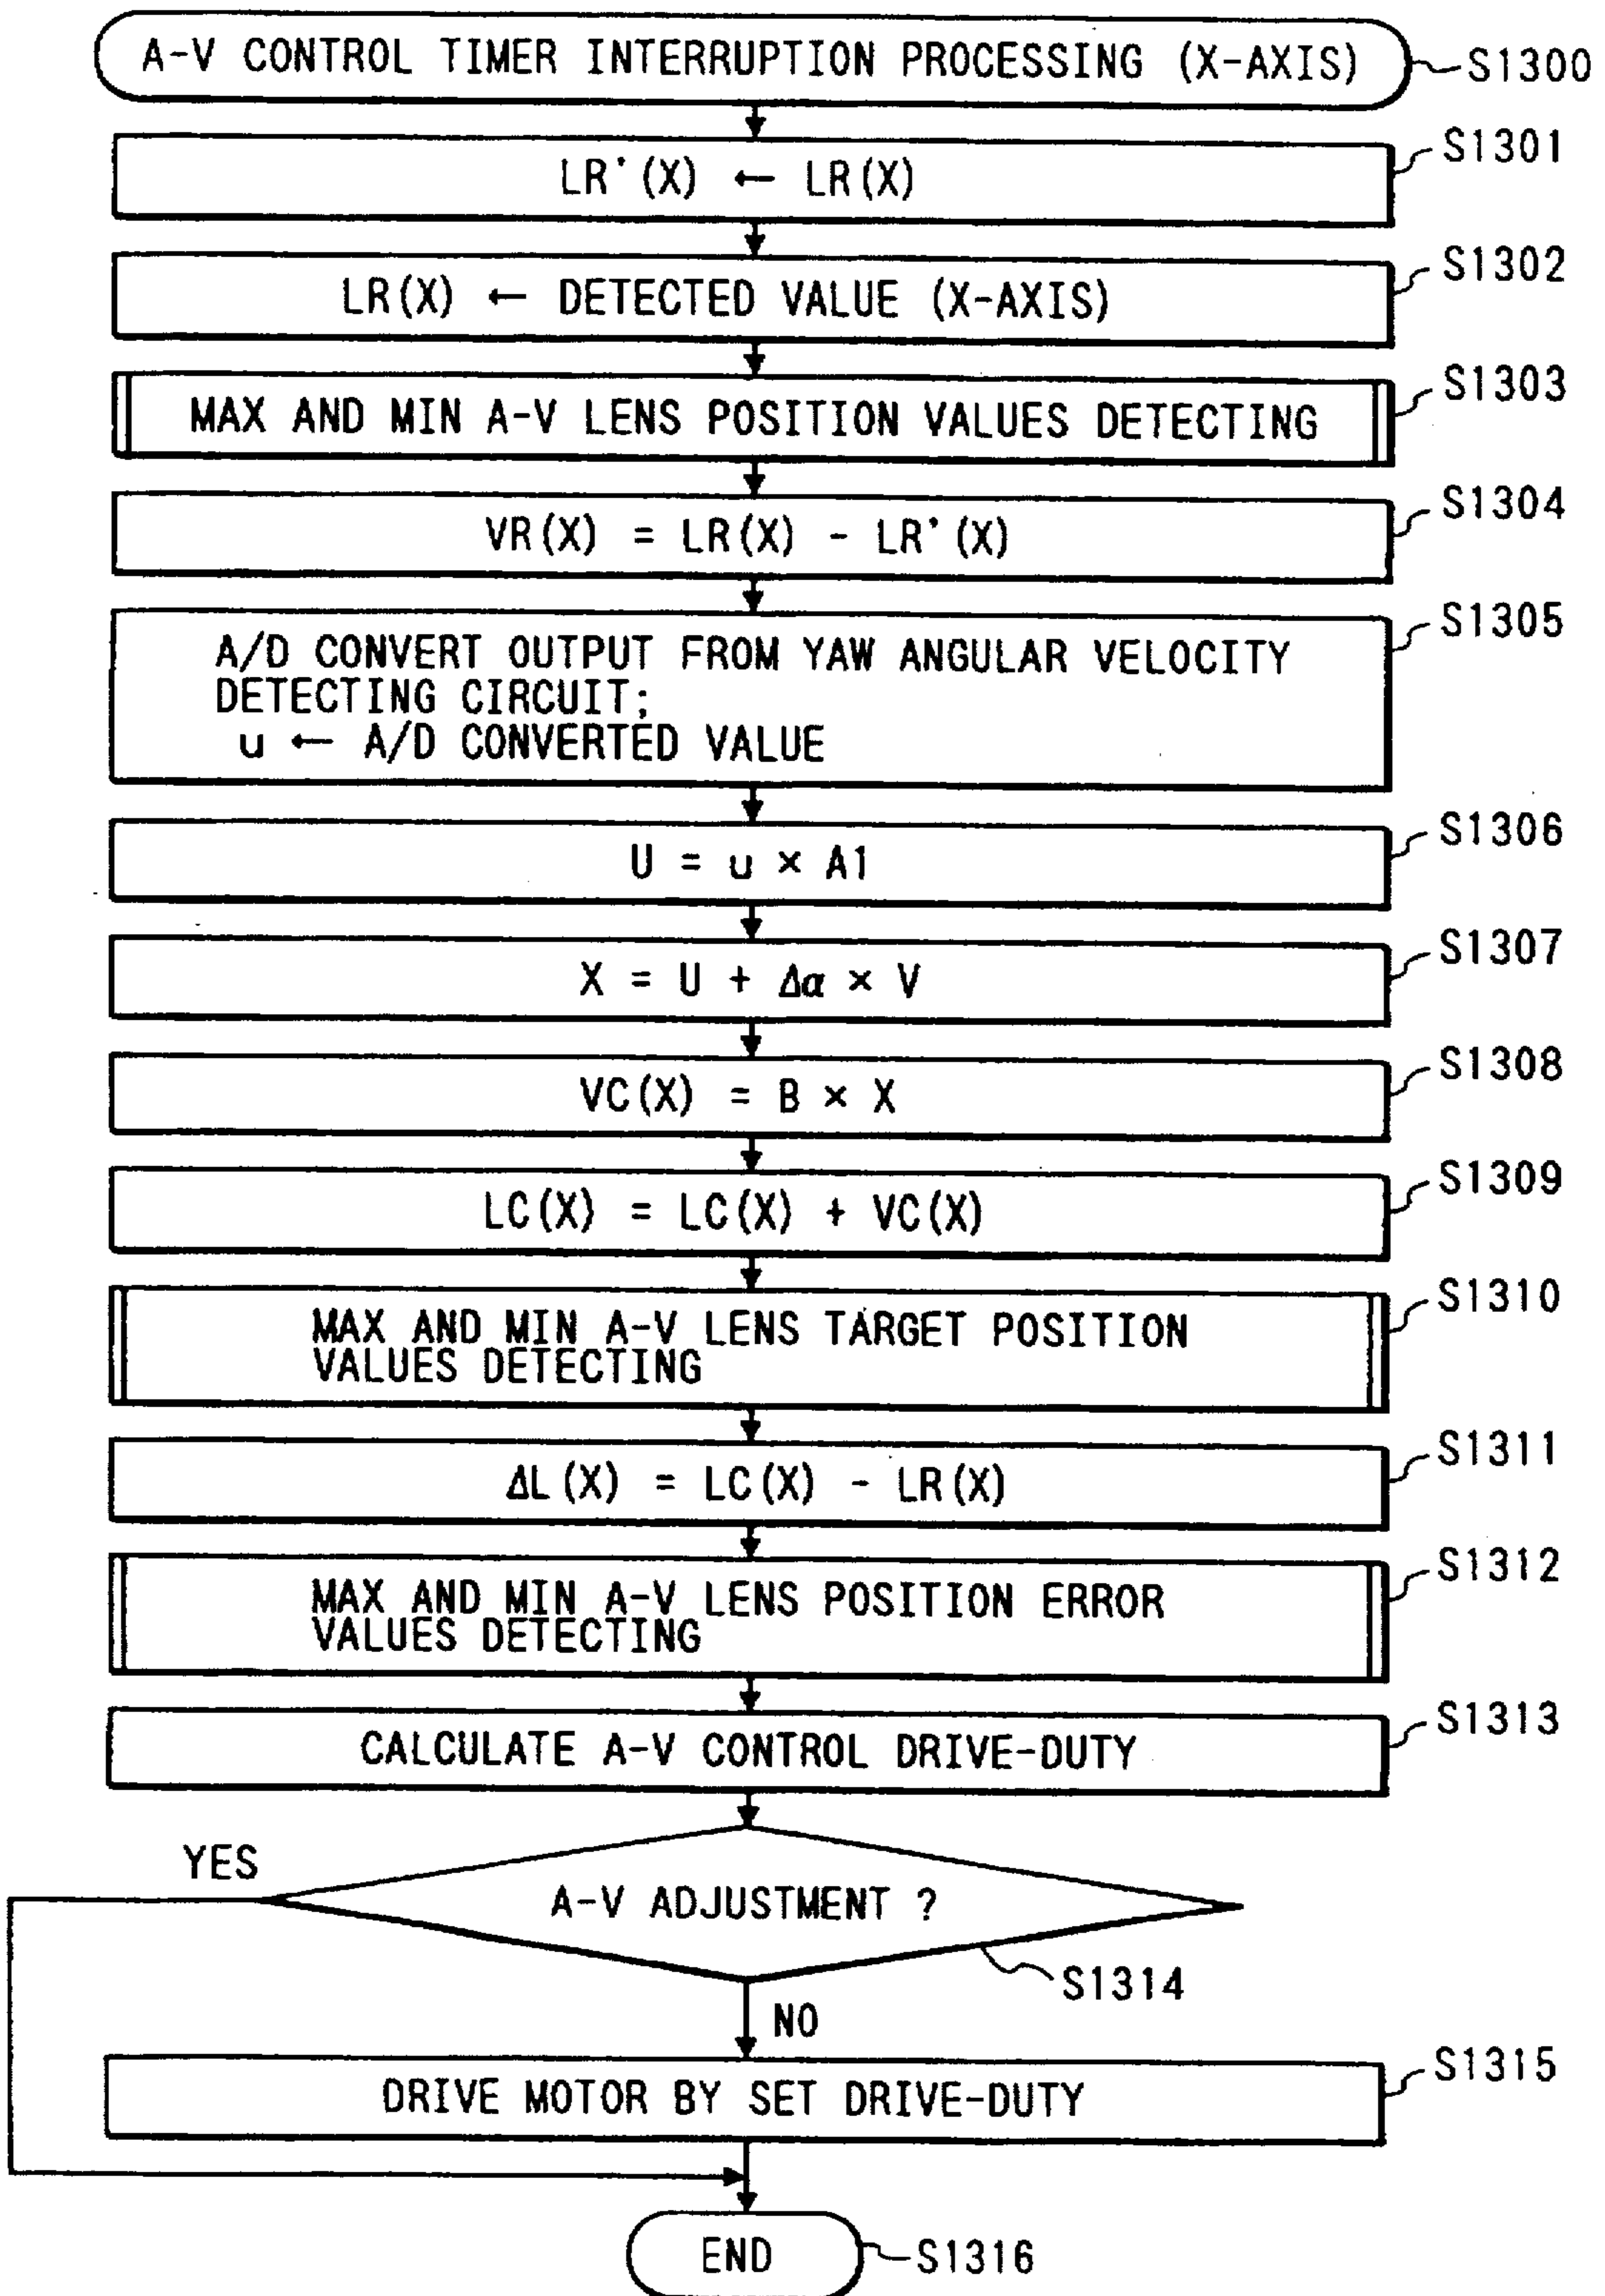 A-V CONTROL TIMER INTERRUPTION PROCESSING (X-AXIS)
S1300
LR'(X) ← LR(X)
S1301
LR(X) ← DETECTED VALUE (X-AXIS)
S1302
MAX AND MIN A-V LENS POSITION VALUES DETECTING
S1303
VR(X) = LR(X) - LR'(X)
S1304
A/D CONVERT OUTPUT FROM YAW ANGULAR VELOCITY
DETECTING CIRCUIT;
u ← A/D CONVERTED VALUE
S1305
U = u × A1
S1306
X = U + Δα × V
S1307
VC(X) = B × X
S1308
LC(X) = LC(X) + VC(X)
S1309
MAX AND MIN A-V LENS TARGET POSITION
VALUES DETECTING
S1310
ΔL(X) = LC(X) - LR(X)
S1311
MAX AND MIN A-V LENS POSITION ERROR
VALUES DETECTING
S1312
CALCULATE A-V CONTROL DRIVE-DUTY
S1313
YES
A-V ADJUSTMENT ?
S1314
NO
DRIVE MOTOR BY SET DRIVE-DUTY
S1315
END
S1316